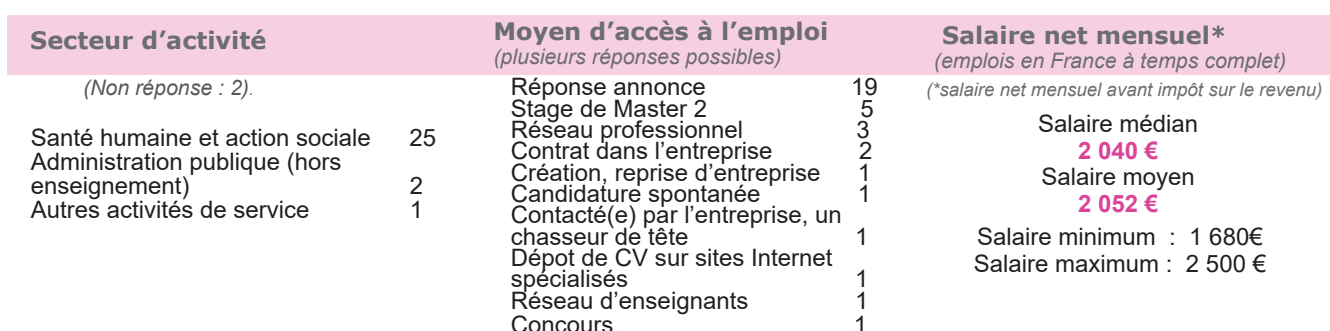 Secteur d’activité
(Non réponse : 2).
Santé humaine et action sociale 25
Administration publique (hors
enseignement) 2
Autres activités de service 1
Moyen d’accès à l’emploi
(plusieurs réponses possibles)
Réponse annonce 19
Stage de Master 2 5
Réseau professionnel 3
Contrat dans l’entreprise 2
Création, reprise d’entreprise 1
Candidature spontanée 1
Contacté(e) par l’entreprise, un
chasseur de tête 1
Dépot de CV sur sites Internet
spécialisés 1
Réseau d’enseignants 1
Concours 1
Salaire net mensuel*
(emplois en France à temps complet)
(*salaire net mensuel avant impôt sur le revenu)
Salaire médian
2 040 €
Salaire moyen
2 052 €
Salaire minimum : 1 680€
Salaire maximum : 2 500 €